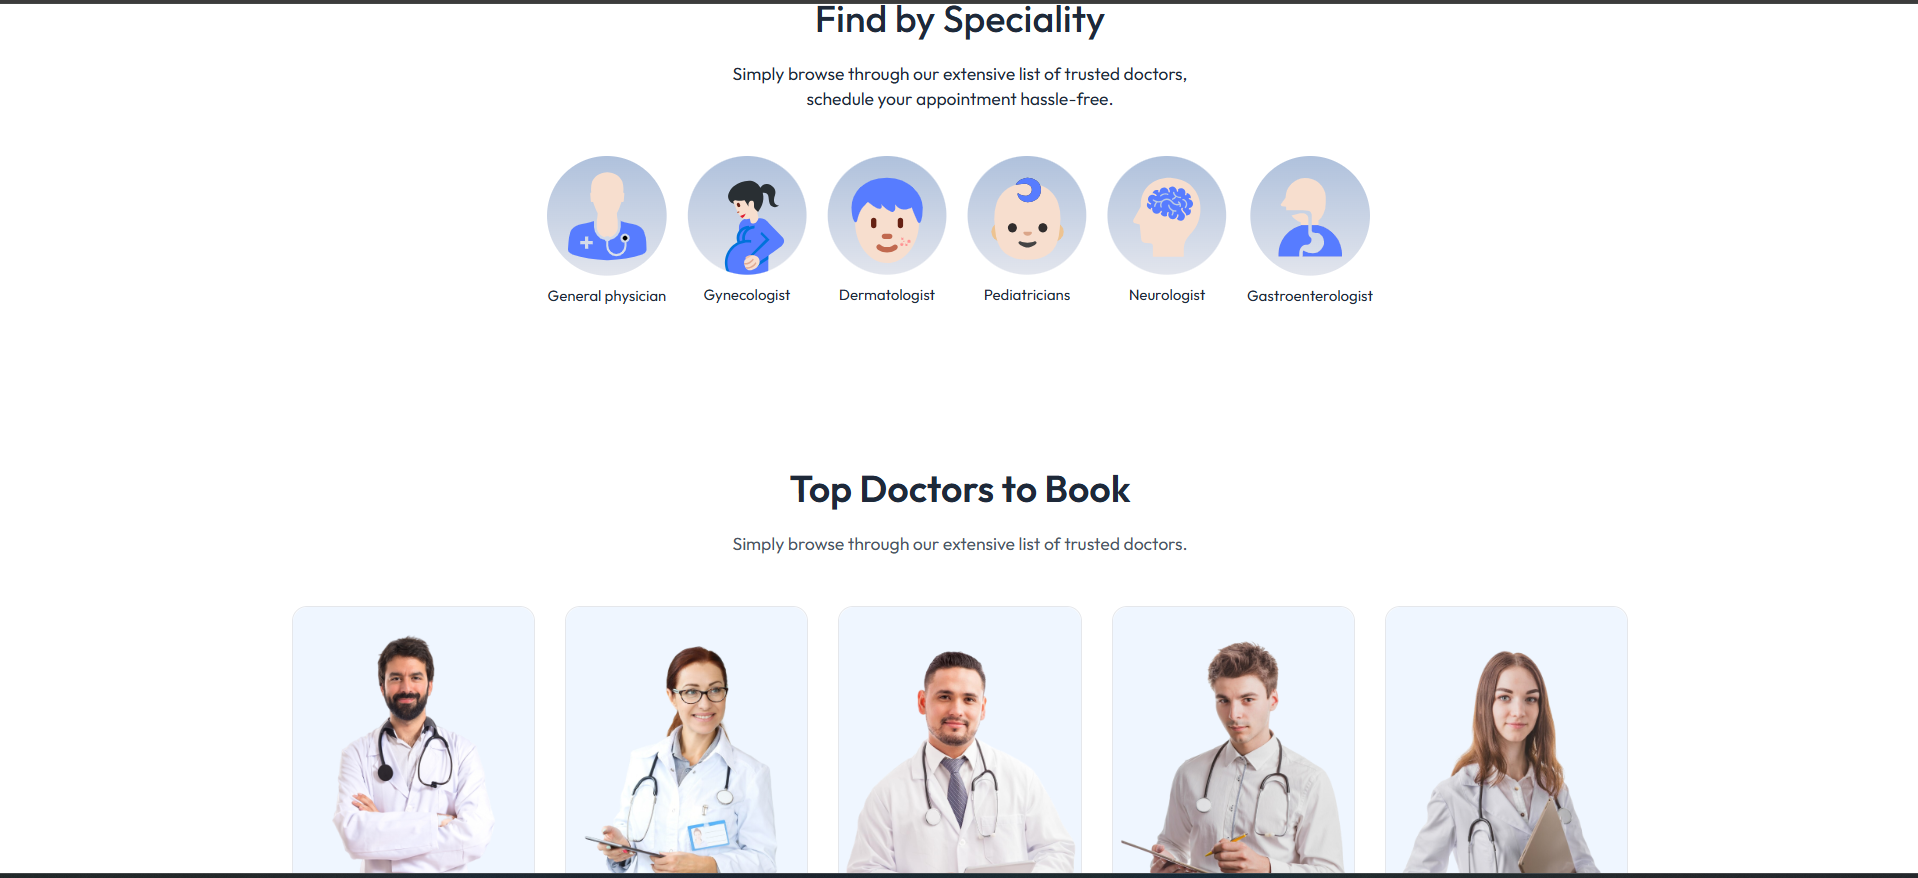 Find by Speciality
Simply browse through our extensive list of trusted doctors,
schedule your appointment hassle-free.
General physician
Gynecologist
Dermatologist
Pediatricians
Neurologist
Gastroenterologist
Top Doctors to Book
Simply browse through our extensive list of trusted doctors.